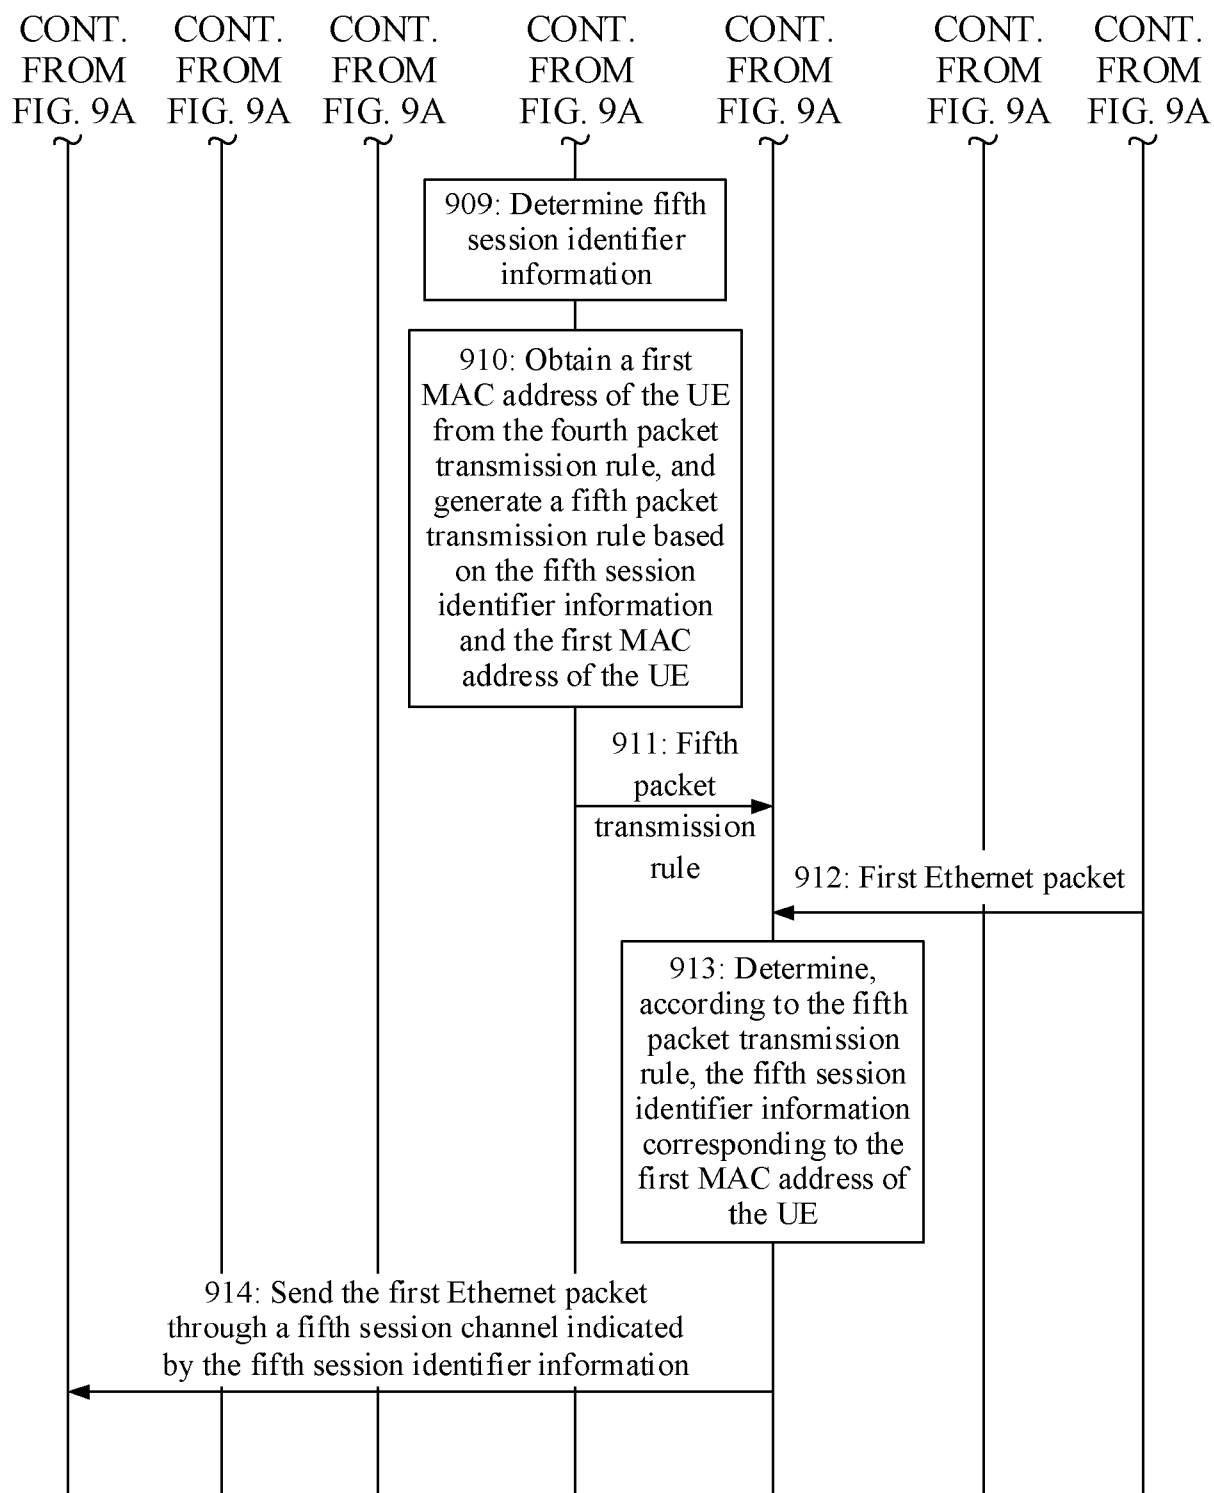 CONT. FROM FIG. 9A
CONT. FROM FIG. 9A
CONT. FROM FIG. 9A
CONT. FROM FIG. 9A
CONT. FROM FIG. 9A
CONT. FROM FIG. 9A
CONT. FROM FIG. 9A
909: Determine fifth
session identifier
information
910: Obtain a first
MAC address of the UE
from the fourth packet
transmission rule, and
generate a fifth packet
transmission rule based
on the fifth session
identifier information
and the first MAC
address of the UE
911: Fifth
packet
transmission
rule
912: First Ethernet packet
913: Determine,
according to the fifth
packet transmission
rule, the fifth session
identifier information
corresponding to the
first MAC address of
the UE
914: Send the first Ethernet packet
through a fifth session channel indicated
by the fifth session identifier information